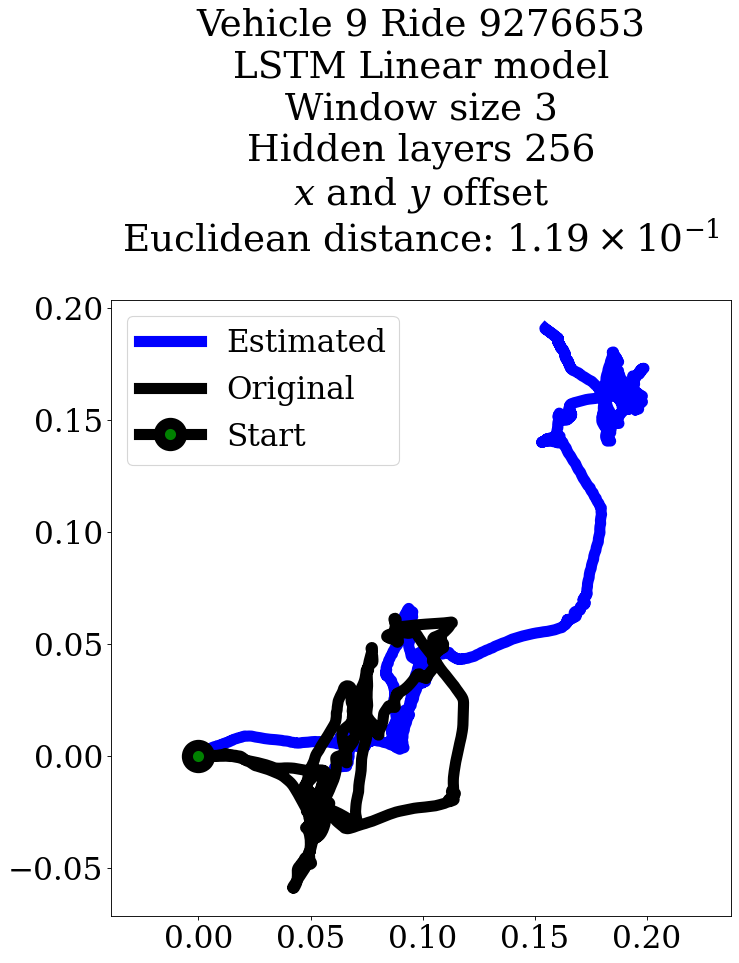 Vehicle 9 Ride 9276653
LSTM Linear model
Window size 3
Hidden layers 256
x and y offset
Euclidean distance: 1.19 × 10⁻¹
0.20
0.15
0.10
0.05
0.00
−0.05
Estimated
Original
Start
0.00 0.05 0.10 0.15 0.20